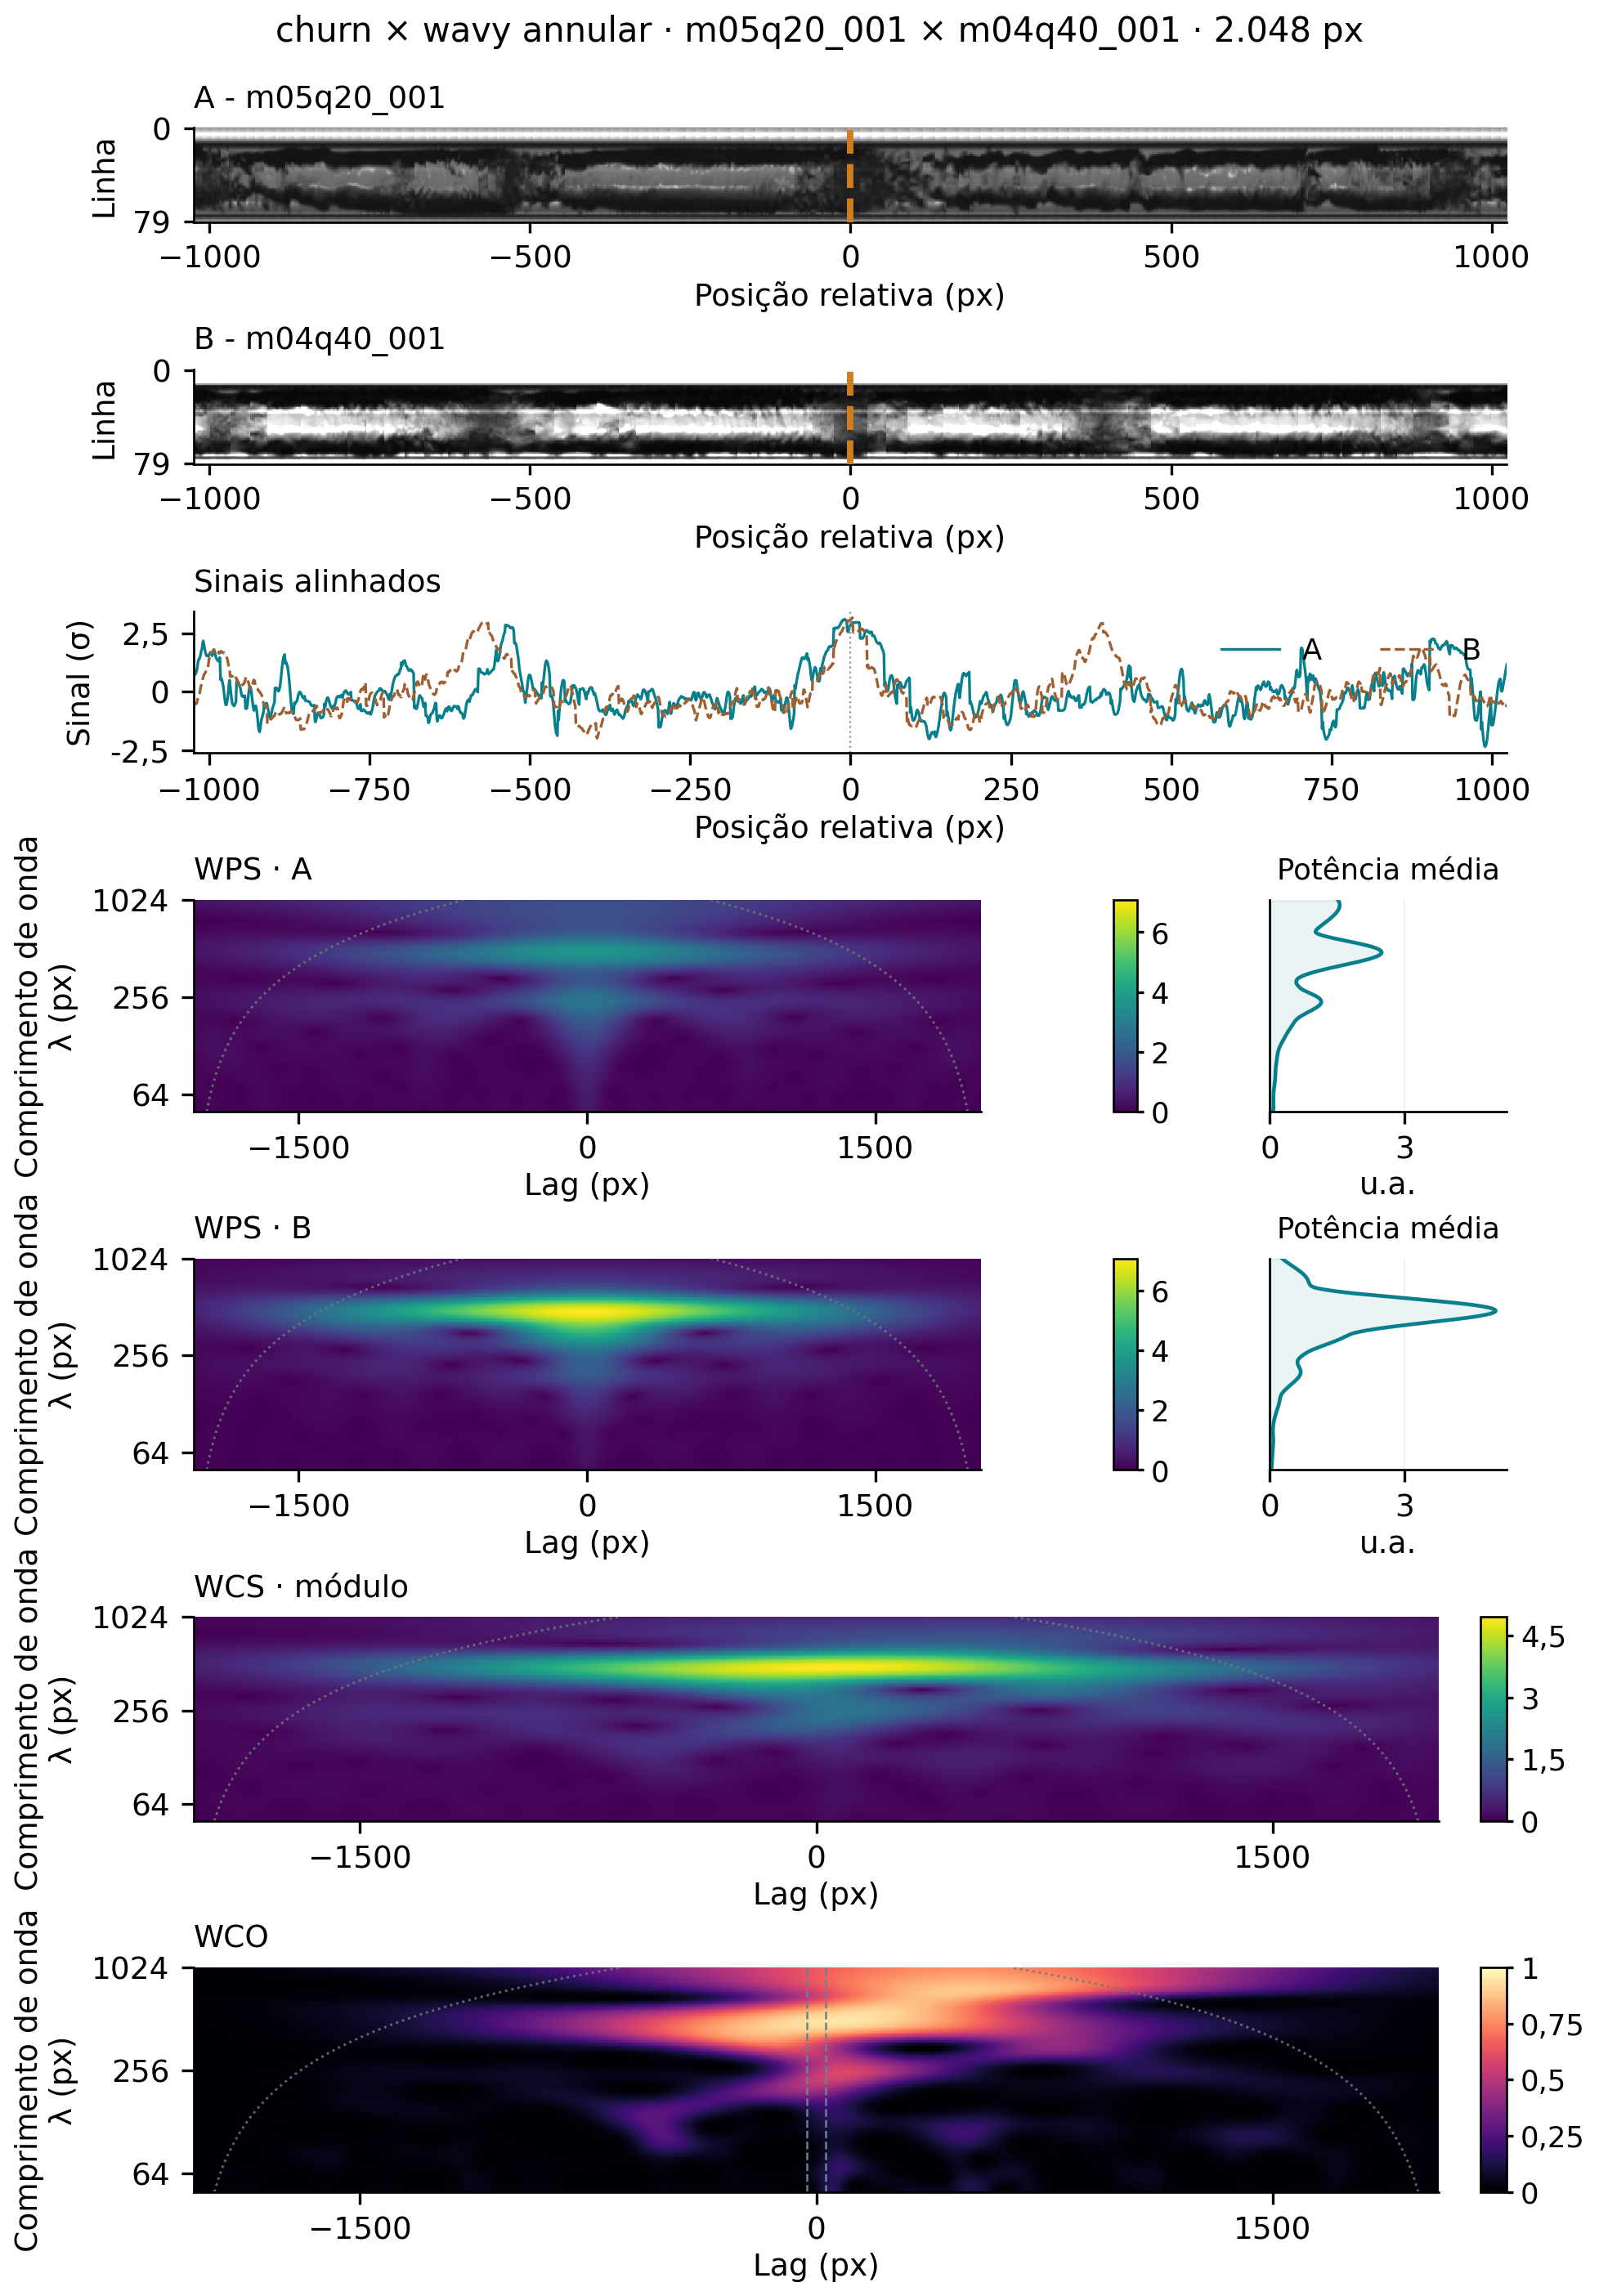 churn × wavy annular · m05q20_001 × m04q40_001 · 2.048 px
A - m05q20_001
0
79
Linha
−1000 −500 0 500 1000
Posição relativa (px)
B - m04q40_001
0
79
Linha
−1000 −500 0 500 1000
Posição relativa (px)
Sinais alinhados
2,5
0
-2,5
Sinal (σ)
A B
−1000 −750 −500 −250 0 250 500 750 1000
Posição relativa (px)
WPS · A
Comprimento de onda
λ (px)
1024
256
64
−1500 0 1500
Lag (px)
6
4
2
0
Potência média
0 3
u.a.
WPS · B
Comprimento de onda
λ (px)
1024
256
64
−1500 0 1500
Lag (px)
6
4
2
0
Potência média
0 3
u.a.
WCS · módulo
Comprimento de onda
λ (px)
1024
256
64
−1500 0 1500
Lag (px)
4,5
3
1,5
0
WCO
Comprimento de onda
λ (px)
1024
256
64
−1500 0 1500
Lag (px)
1
0,75
0,5
0,25
0